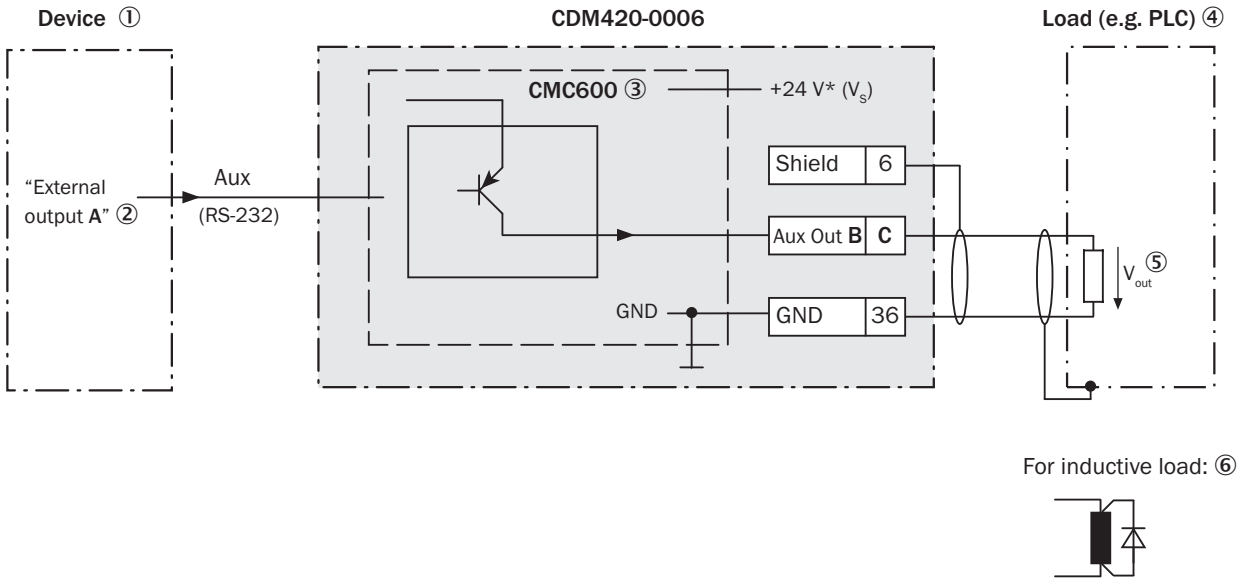 Device ①
CDM420-0006
Load (e.g. PLC) ④
CMC600 ③
+24 V* (VS)
Shield 6
"External
output A" ②
Aux
(RS-232)
Aux Out B C
Vout ⑤
GND
GND 36
For inductive load: ⑥